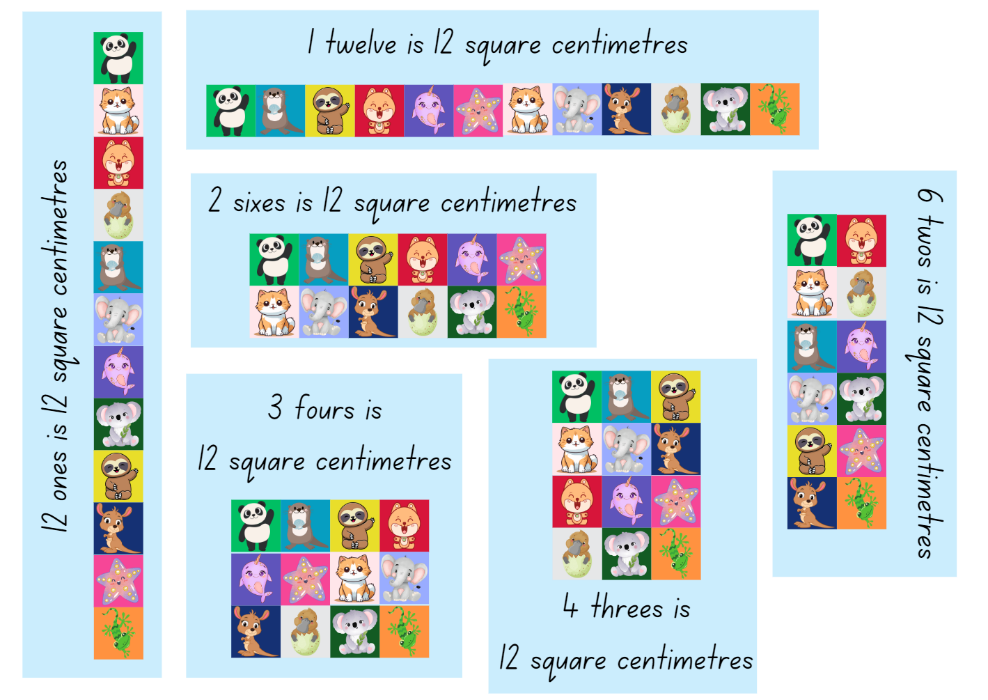 12 ones is 12 square centimetres
1 twelve is 12 square centimetres
2 sixes is 12 square centimetres
3 fours is
12 square centimetres
4 threes is
12 square centimetres
6 twos is 12 square centimetres